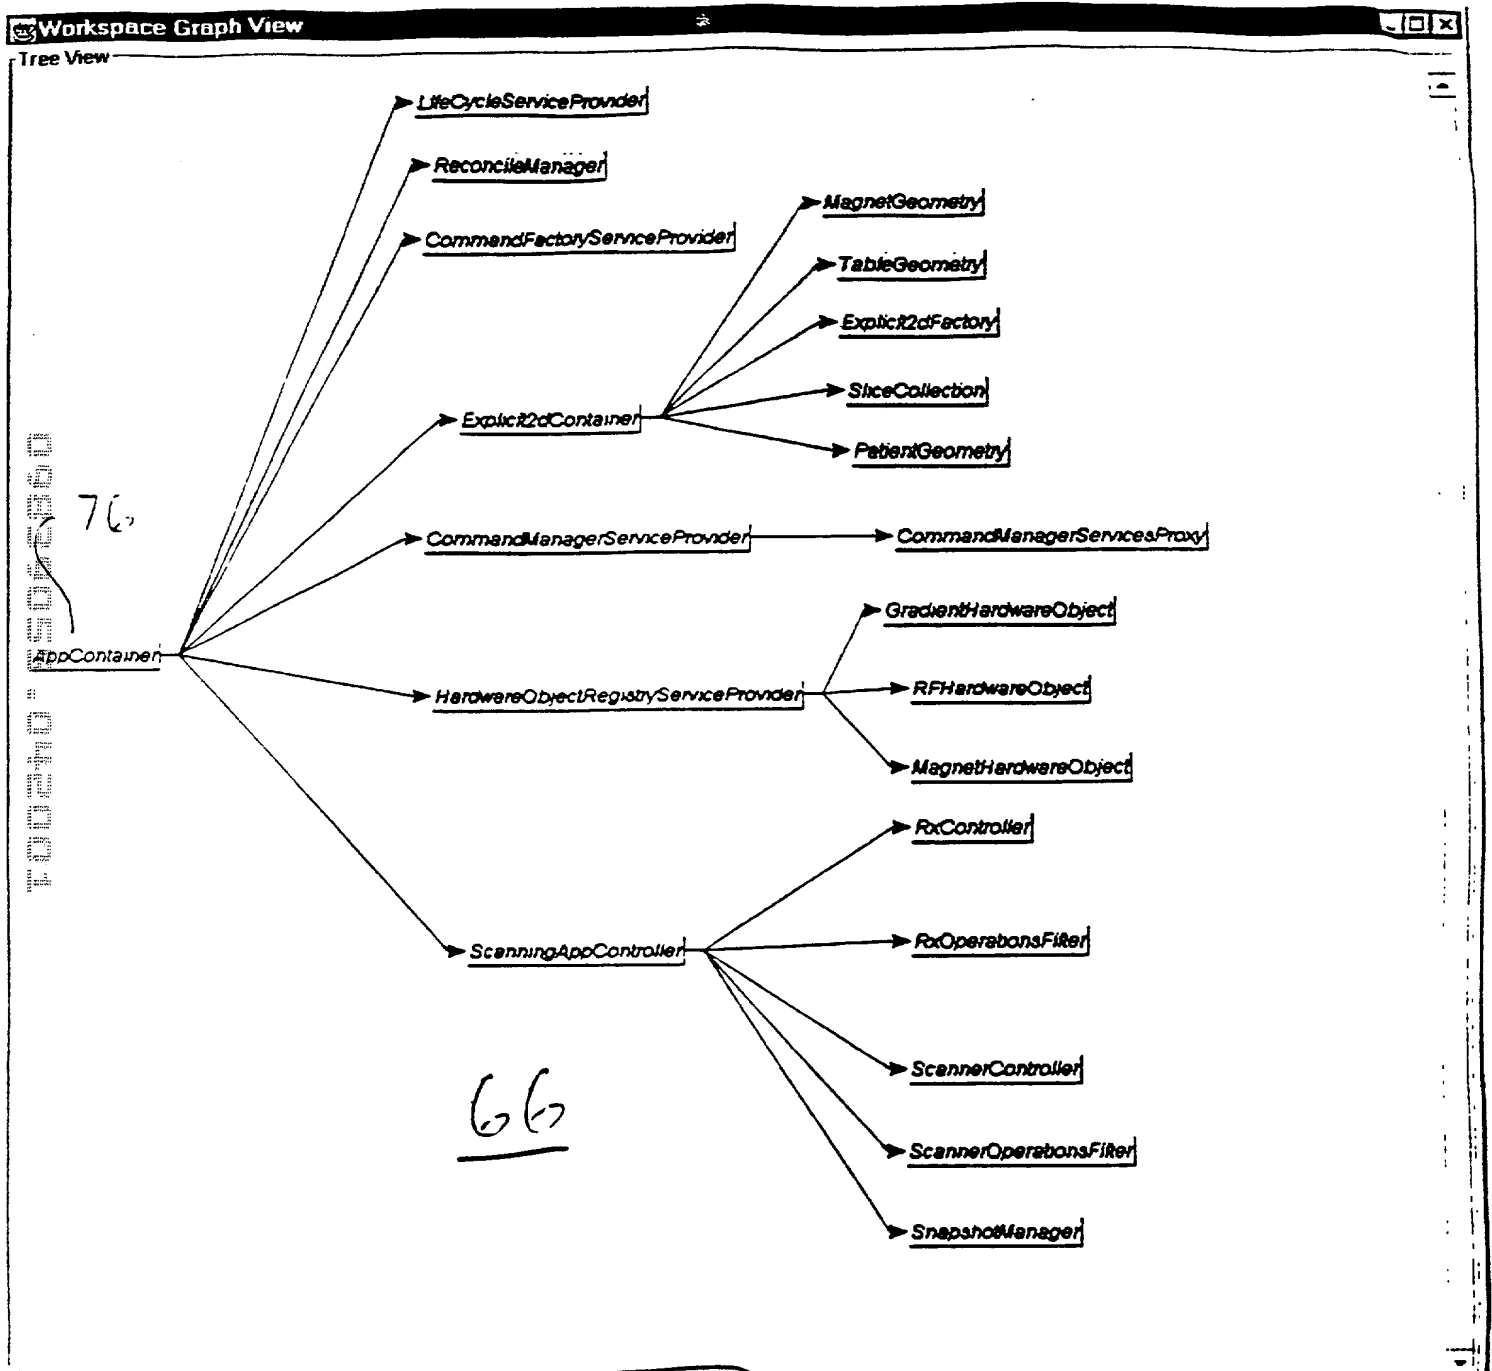 Workspace Graph View
Tree View
LifeCycleServiceProvider
ReconcileManager
MagnetGeometry
CommandFactoryServiceProvider
TableGeometry
Explicit2dFactory
SliceCollection
Explicit2dContainer
PatientGeometry
76
CommandManagerServiceProvider
CommandManagerServicesProxy
GradientHardwareObject
AppContainer
RFHardwareObject
HardwareObjectRegistryServiceProvider
MagnetHardwareObject
RxController
RxOperationsFilter
ScanningAppController
ScannerController
66
ScannerOperationsFilter
SnapshotManager